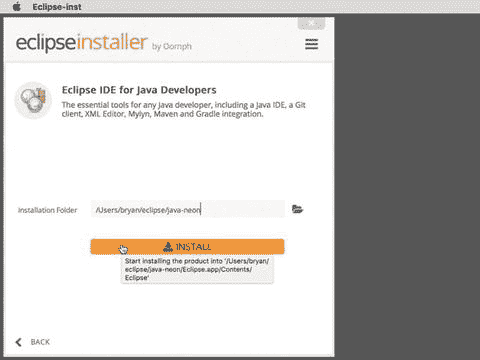 Eclipse-inst
eclipseinstaller by Oomph
Eclipse IDE for Java Developers
The essential tools for any Java developer, including a Java IDE, a Git
client, XML Editor, Mylyn, Maven and Gradle integration.
Installation Folder /Users/bryan/eclipse/java-neon
INSTALL
Start installing the product into '/Users/bryan/
eclipse/java-neon/Eclipse.app/Contents/
Eclipse'
BACK